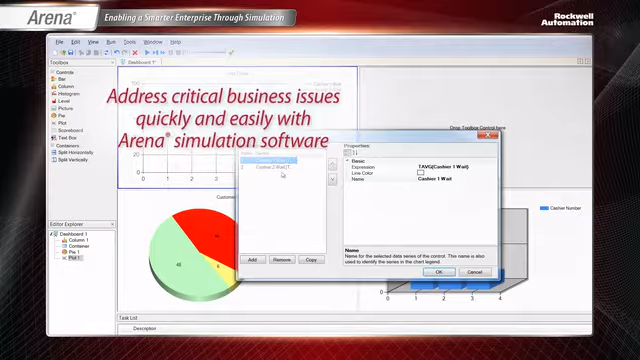 Arena®
Enabling a Smarter Enterprise Through Simulation
Rockwell
Automation
File Edit View Run Tools Window Help
Toolbox
Dashboard 1
Controls
Bar
Column
Histogram
Level
Picture
Pie
Plot
Scoreboard
Text Box
Containers
Split Horizontally
Split Vertically
Address critical business issues
quickly and easily with
Arena® simulation software
Drop Toolbox Control here
Properties:
Basic
Expression TAVG(Cashier 1 Wait)
Line Color
Name Cashier 1 Wait
Cashier 2 Wait
Customer
Cashier Number
Editor Explorer
Dashboard 1
Column 1
Container
Pie 1
Plot 1
Name
Name for the selected data series of the control. This name is also
used to identify the series in the chart legend.
Add Remove Copy
OK Cancel
0 1 2 3 4
Task List
Description